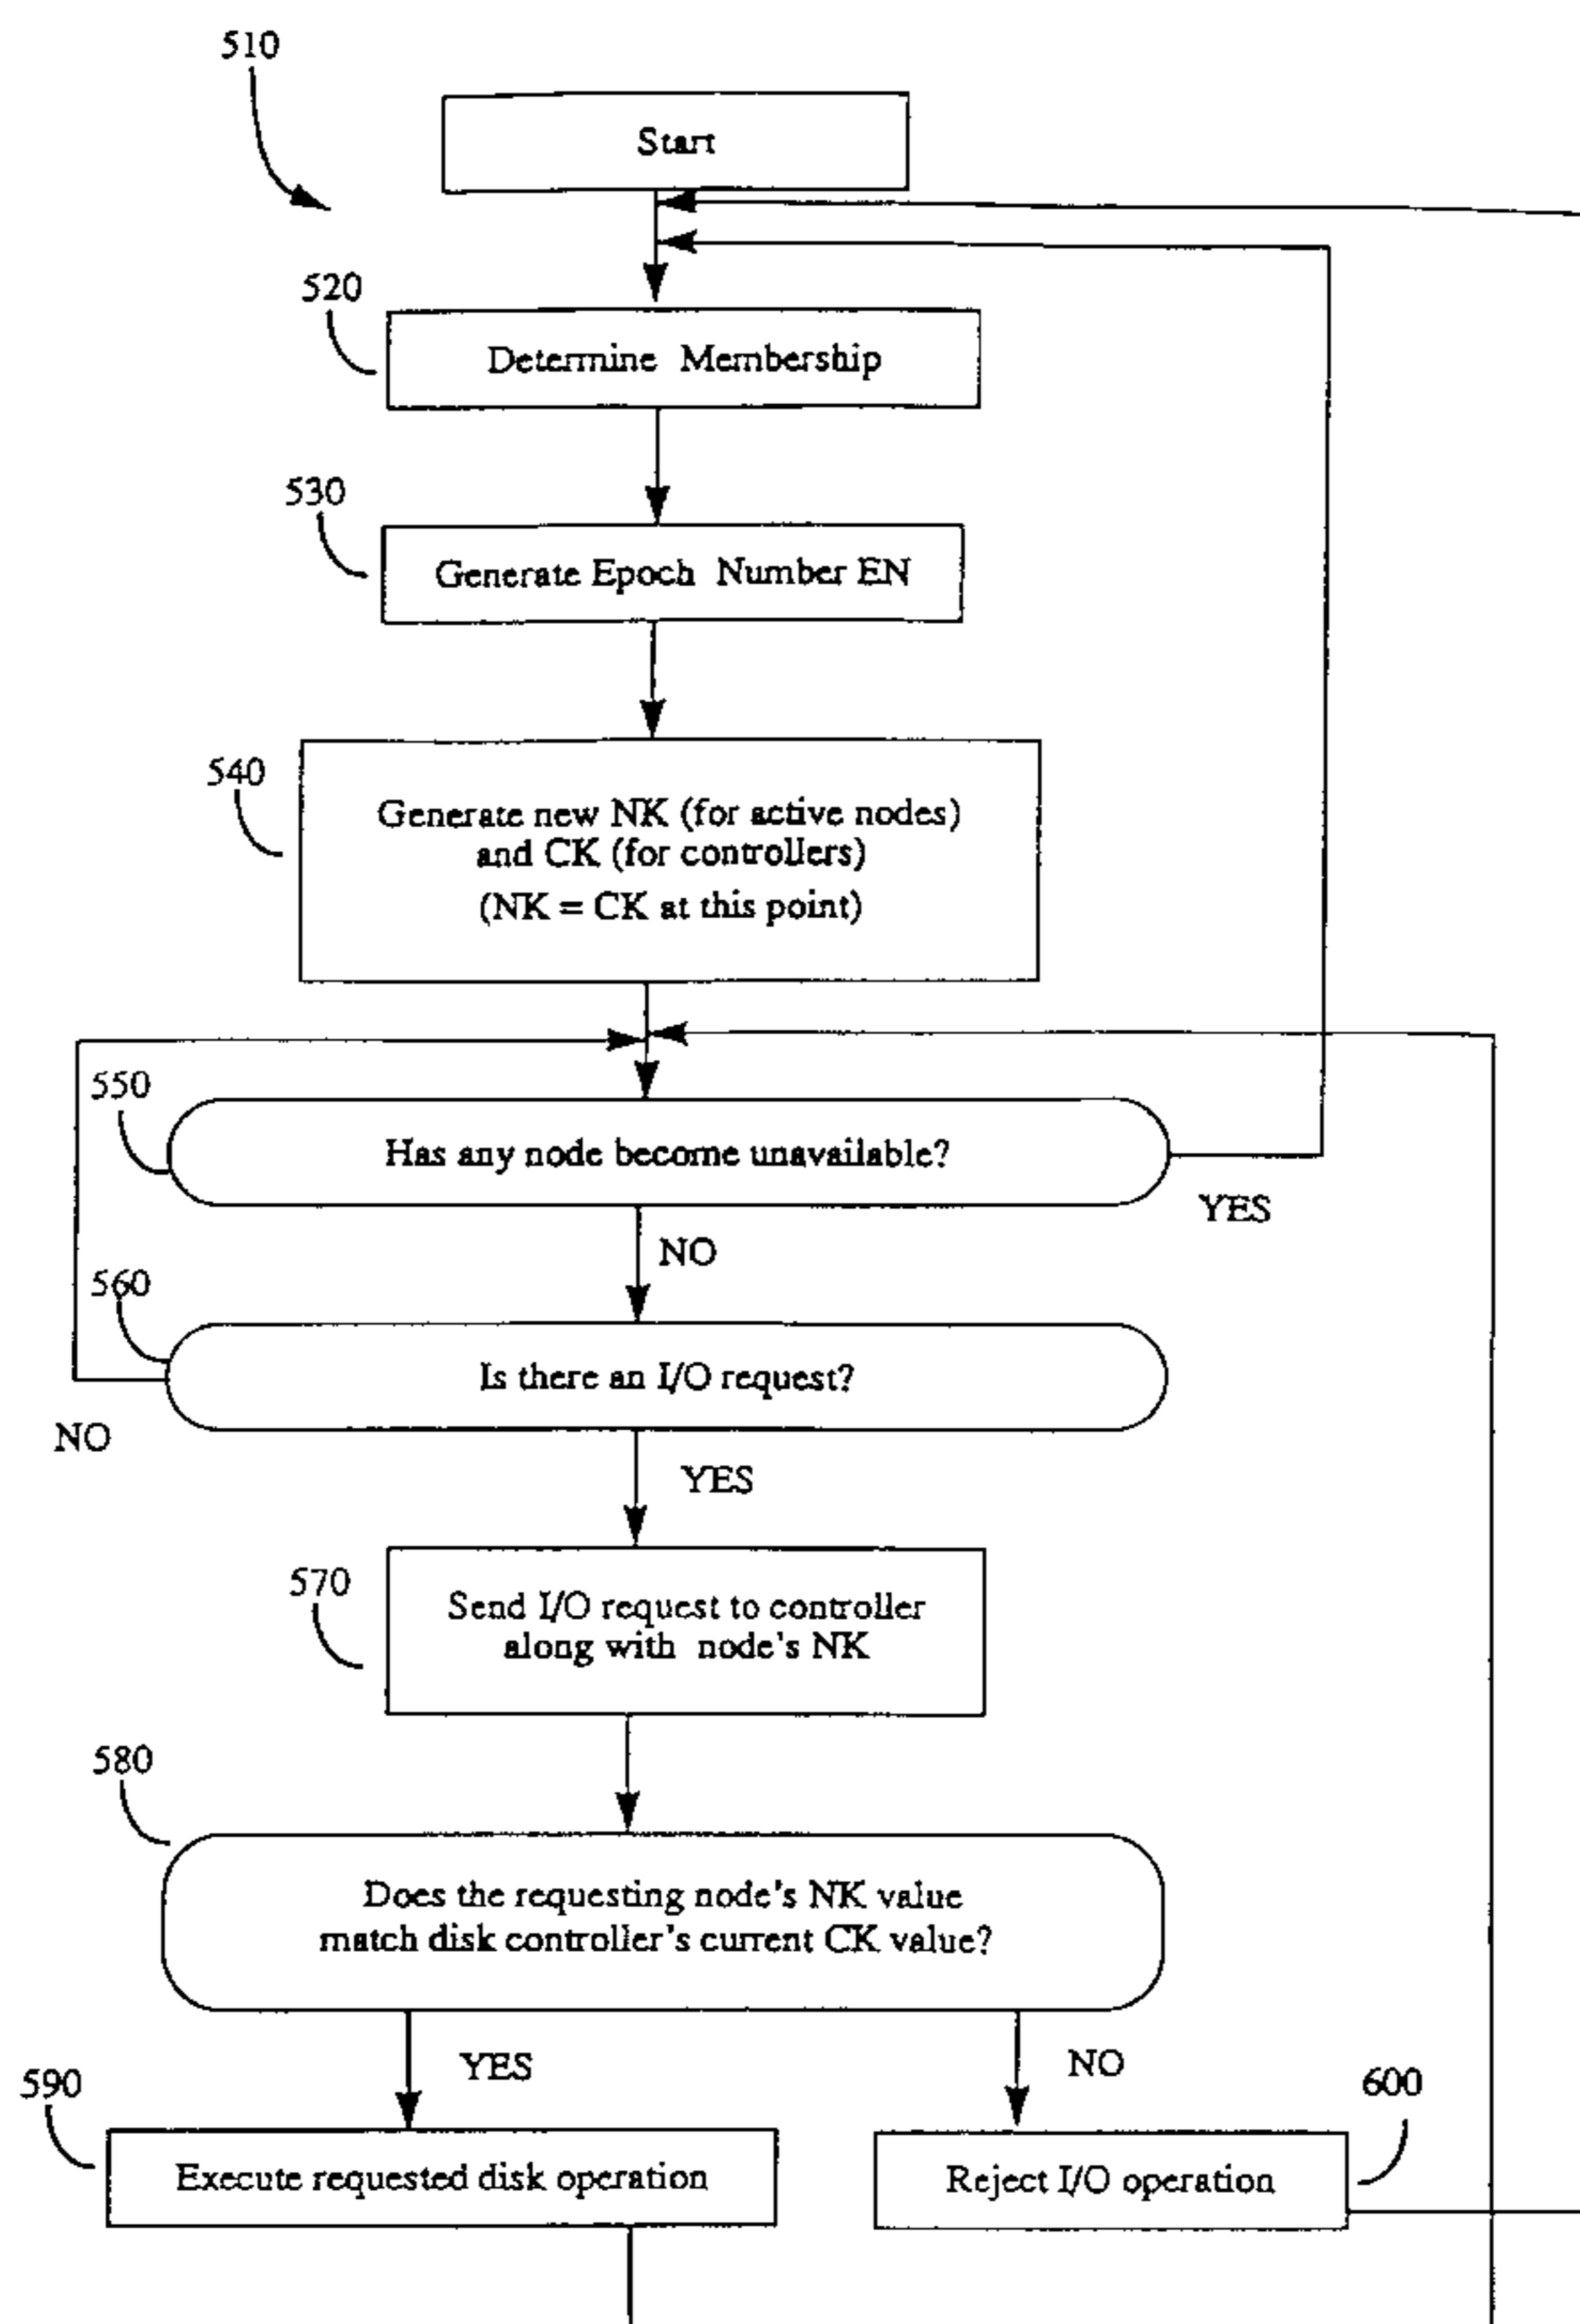 510
Start
520
Determine Membership
530
Generate Epoch Number EN
540
Generate new NK (for active nodes)
and CK (for controllers)
(NK = CK at this point)
550
Has any node become unavailable?
YES
NO
560
Is there an I/O request?
NO
YES
570
Send I/O request to controller
along with node's NK
580
Does the requesting node's NK value
match disk controller's current CK value?
YES
NO
590
600
Execute requested disk operation
Reject I/O operation